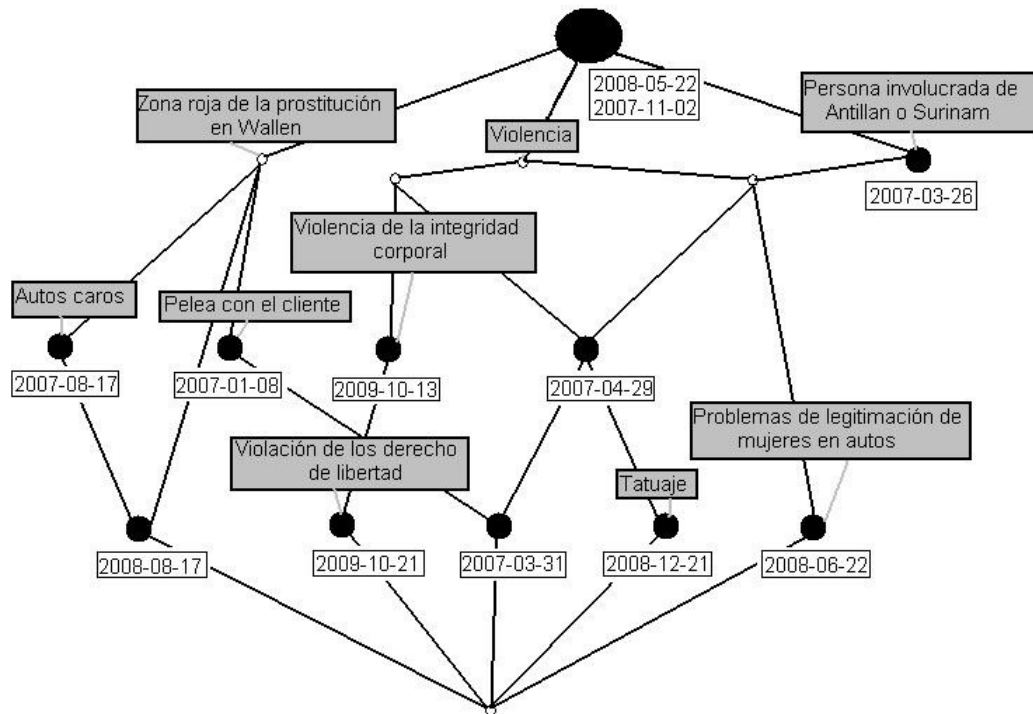 2008-05-22
2007-11-02
Zona roja de la prostitución
en Wallen
Persona involucrada de
Antillan o Surinam
Violencia
2007-03-26
Violencia de la integridad
corporal
Autos caros
Pelea con el cliente
2007-08-17
2007-01-08
2009-10-13
2007-04-29
Problemas de legitimación de
mujeres en autos
Violación de los derecho
de libertad
Tatuaje
2008-08-17
2009-10-21
2007-03-31
2008-12-21
2008-06-22